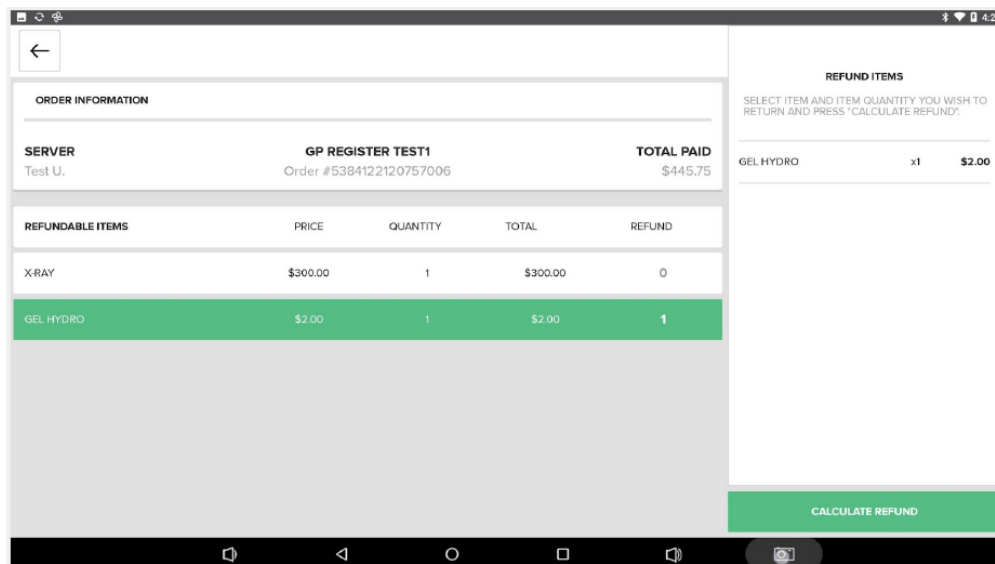 4:2
REFUND ITEMS
SELECT ITEM AND ITEM QUANTITY YOU WISH TO
RETURN AND PRESS "CALCULATE REFUND".
GEL HYDRO x1 $2.00
ORDER INFORMATION
SERVER GP REGISTER TEST1 TOTAL PAID
Test U. Order #5384122120757006 $445.75
REFUNDABLE ITEMS PRICE QUANTITY TOTAL REFUND
X-RAY $300.00 1 $300.00 0
GEL HYDRO $2.00 1 $2.00 1
CALCULATE REFUND